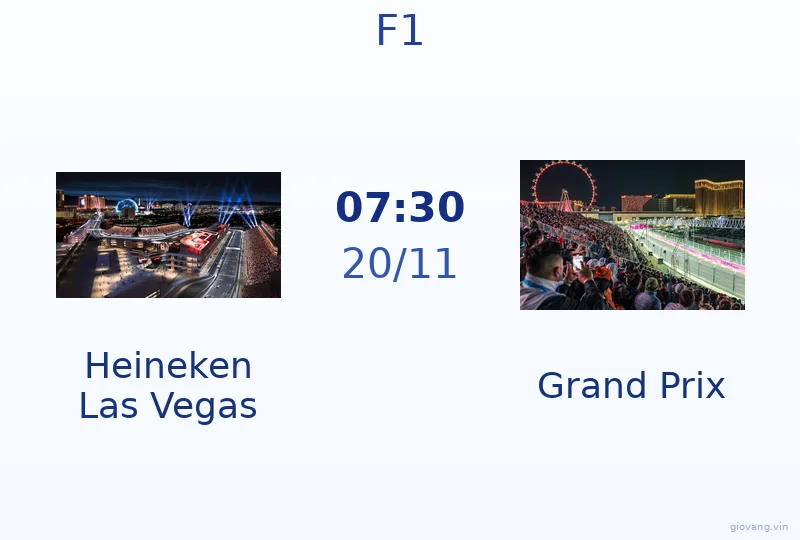 F1
07:30
20/11
Heineken
Las Vegas
Grand Prix
giovang.vin